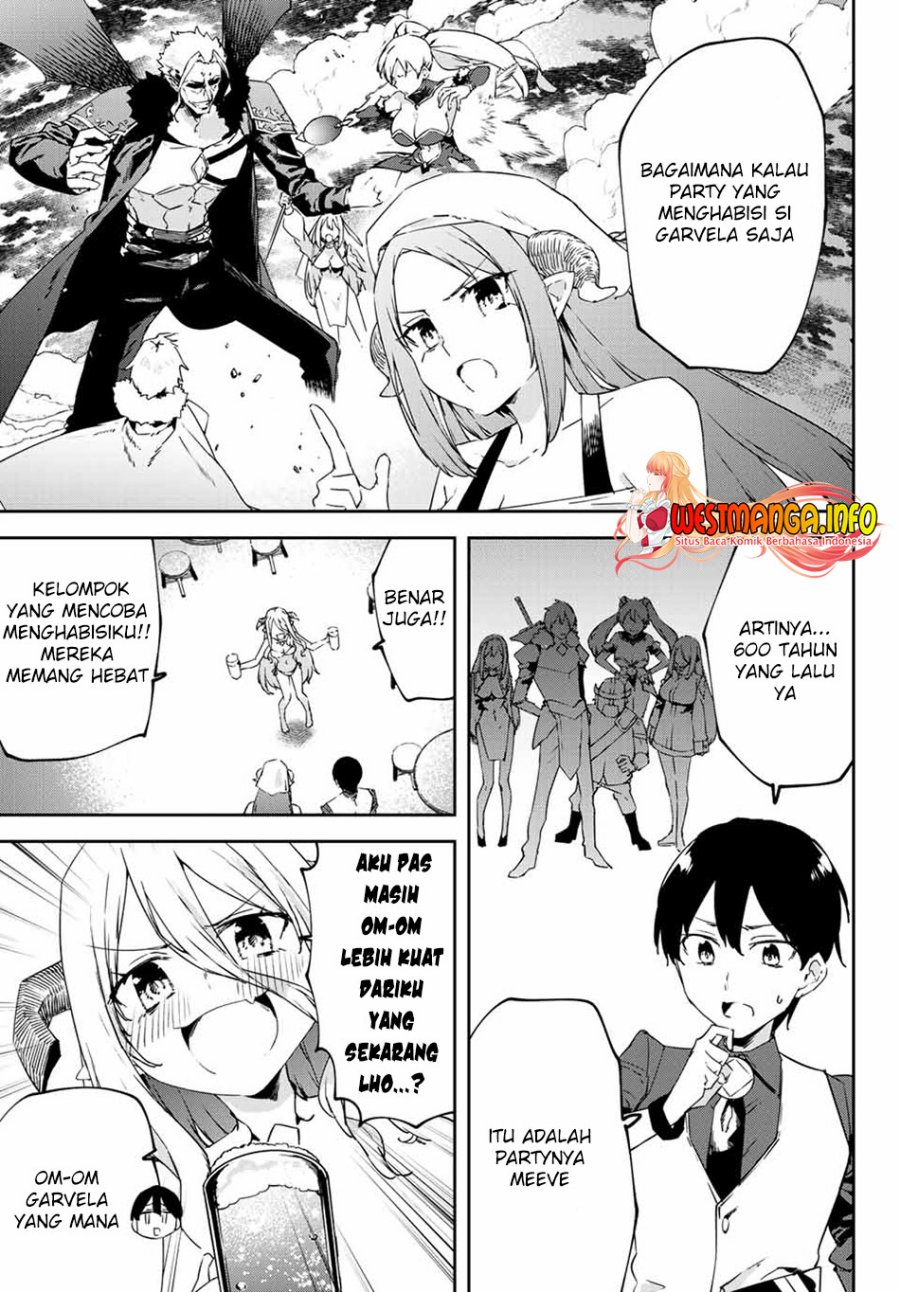 BAGAIMANA KALAU
PARTY YANG
MENGHABISI SI
GARVELA SAJA
WESTMANGA.INFO
Situs Baca Komik Berbahasa Indonesia
ARTINYA...
600 TAHUN
YANG LALU
YA
ITU ADALAH
PARTYNYA
MEEVE
BENAR
JUGA!!
KELOMPOK
YANG MENCOBA
MENGHABISIKU!!
MEREKA
MEMANG HEBAT
AKU PAS
MASIH
OM-OM
LEBIH KUAT
PARIKU
YANG
SEKARANG
LHO...?
OM-OM
GARVELA
YANG MANA